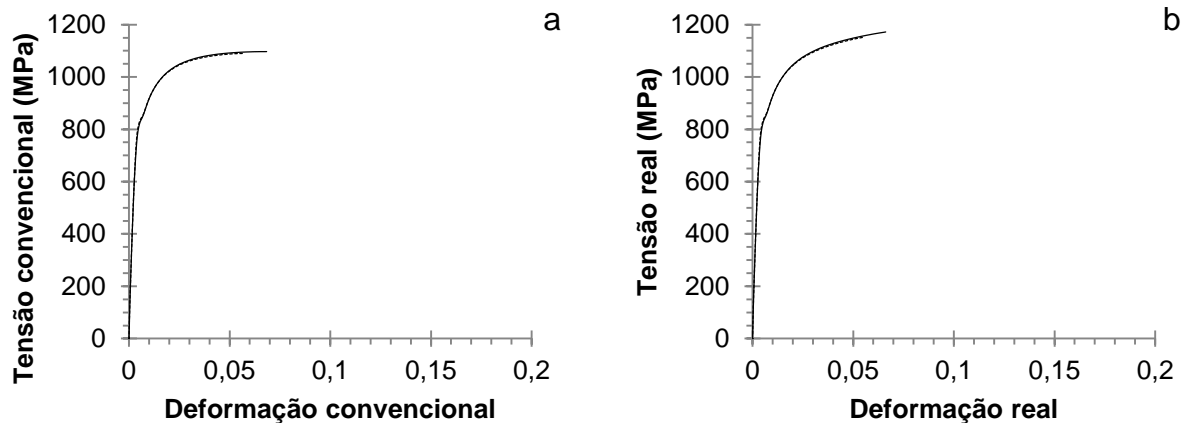 a
Tensão convencional (MPa)
1200
1000
800
600
400
200
0
0 0,05 0,1 0,15 0,2
Deformação convencional
b
Tensão real (MPa)
1200
1000
800
600
400
200
0
0 0,05 0,1 0,15 0,2
Deformação real